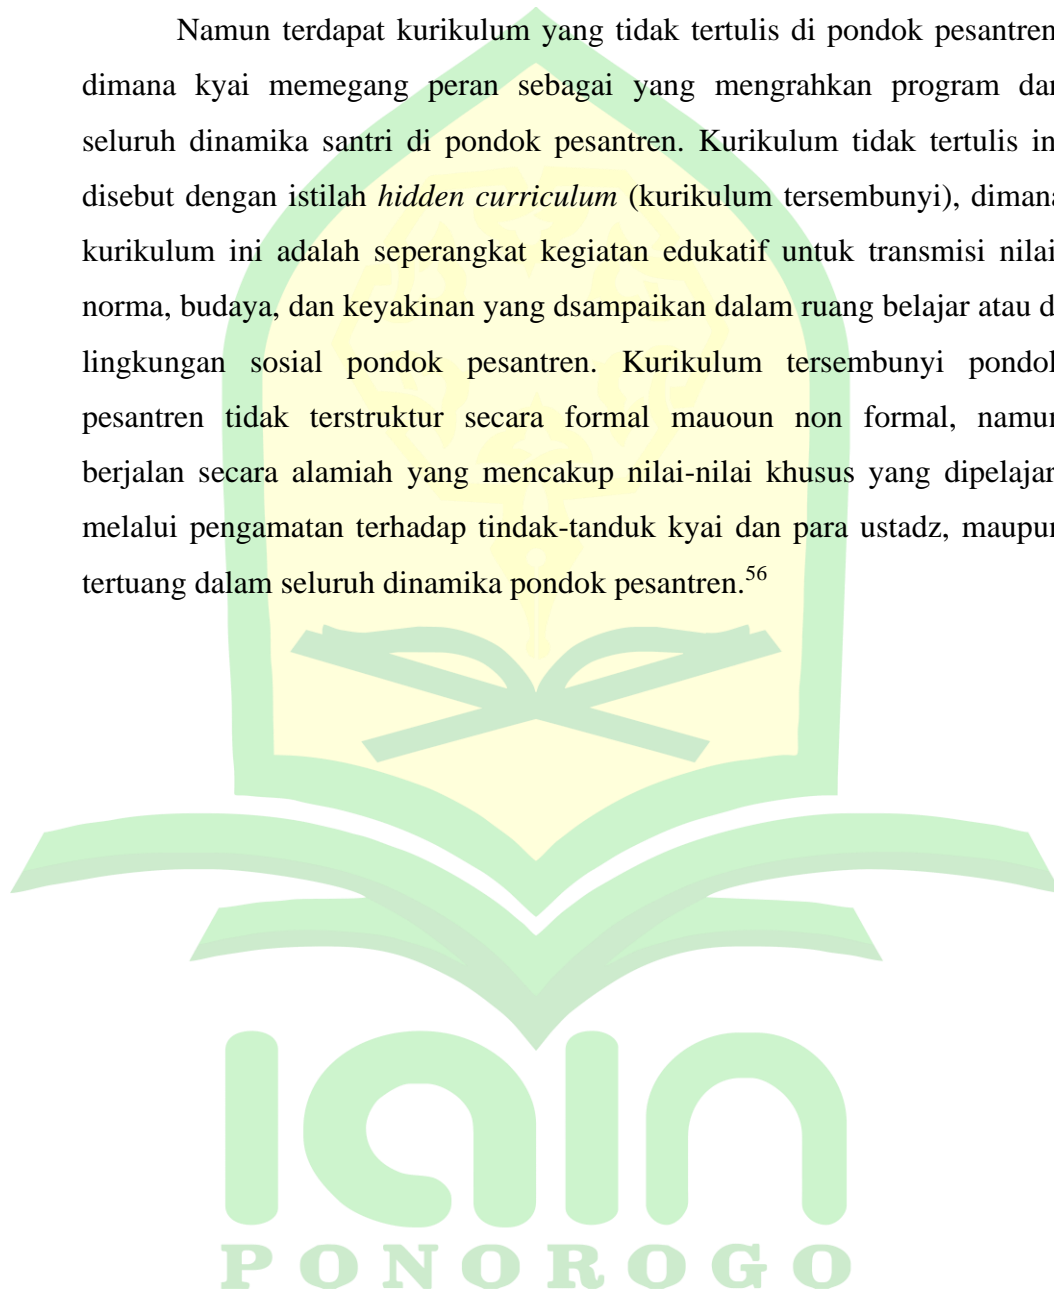 Namun terdapat kurikulum yang tidak tertulis di pondok pesantren
dimana kyai memegang peran sebagai yang mengrahkan program dan
seluruh dinamika santri di pondok pesantren. Kurikulum tidak tertulis in
disebut dengan istilah hidden curriculum (kurikulum tersembunyi), dimana
kurikulum ini adalah seperangkat kegiatan edukatif untuk transmisi nilai
norma, budaya, dan keyakinan yang dsampaikan dalam ruang belajar atau d
lingkungan sosial pondok pesantren. Kurikulum tersembunyi pondok
pesantren tidak terstruktur secara formal mauoun non formal, namun
berjalan secara alamiah yang mencakup nilai-nilai khusus yang dipelajar
melalui pengamatan terhadap tindak-tanduk kyai dan para ustadz, maupun
tertuang dalam seluruh dinamika pondok pesantren.56
iain
PONOROGO